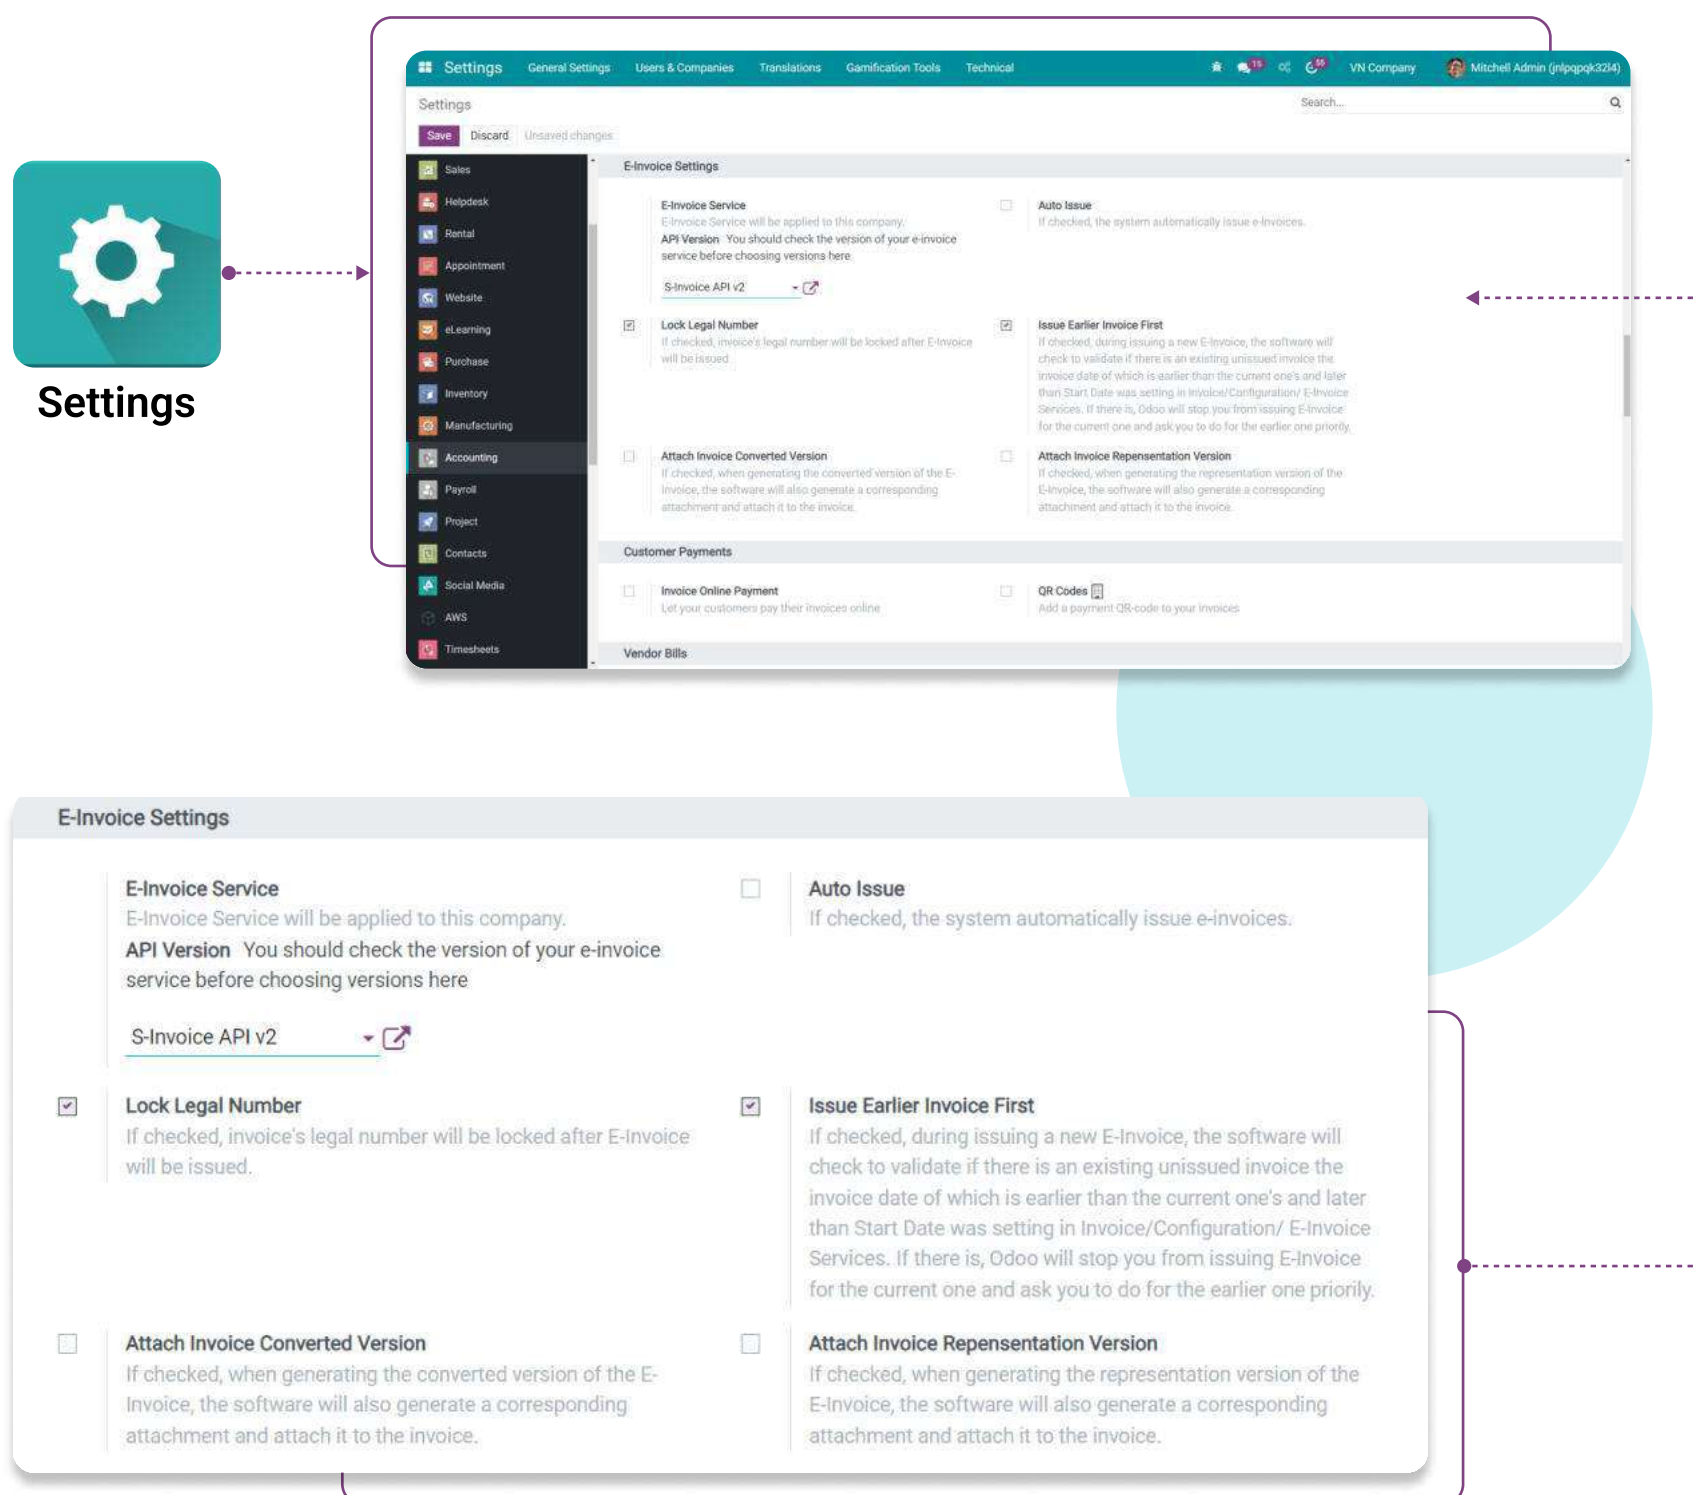 Settings
Settings General Settings Users & Companies Translations Gamification Tools Technical 15 55 VN Company Mitchell Admin (jnlpqpqk32l4)
Settings Search...
Save Discard Unsaved changes
Sales
Helpdesk
Rental
Appointment
Website
eLearning
Purchase
Inventory
Manufacturing
Accounting
Payroll
Project
Contacts
Social Media
AWS
Timesheets
E-Invoice Settings
E-Invoice Service
E-Invoice Service will be applied to this company.
API Version You should check the version of your e-invoice
service before choosing versions here
S-Invoice API v2
Auto Issue
If checked, the system automatically issue e-invoices.
Lock Legal Number
If checked, invoice's legal number will be locked after E-Invoice
will be issued.
Issue Earlier Invoice First
If checked, during issuing a new E-Invoice, the software will
check to validate if there is an existing unissued invoice the
invoice date of which is earlier than the current one's and later
than Start Date was setting in Invoice/Configuration/ E-Invoice
Services. If there is, Odoo will stop you from issuing E-Invoice
for the current one and ask you to do for the earlier one priorily.
Attach Invoice Converted Version
If checked, when generating the converted version of the E-
Invoice, the software will also generate a corresponding
attachment and attach it to the invoice.
Attach Invoice Repensentation Version
If checked, when generating the representation version of the
E-Invoice, the software will also generate a corresponding
attachment and attach it to the invoice.
Customer Payments
Invoice Online Payment
Let your customers pay their invoices online
QR Codes
Add a payment QR-code to your invoices
Vendor Bills
E-Invoice Settings
E-Invoice Service
E-Invoice Service will be applied to this company.
API Version You should check the version of your e-invoice
service before choosing versions here
S-Invoice API v2
Auto Issue
If checked, the system automatically issue e-invoices.
Lock Legal Number
If checked, invoice's legal number will be locked after E-Invoice
will be issued.
Issue Earlier Invoice First
If checked, during issuing a new E-Invoice, the software will
check to validate if there is an existing unissued invoice the
invoice date of which is earlier than the current one's and later
than Start Date was setting in Invoice/Configuration/ E-Invoice
Services. If there is, Odoo will stop you from issuing E-Invoice
for the current one and ask you to do for the earlier one priorily.
Attach Invoice Converted Version
If checked, when generating the converted version of the E-
Invoice, the software will also generate a corresponding
attachment and attach it to the invoice.
Attach Invoice Repensentation Version
If checked, when generating the representation version of the
E-Invoice, the software will also generate a corresponding
attachment and attach it to the invoice.